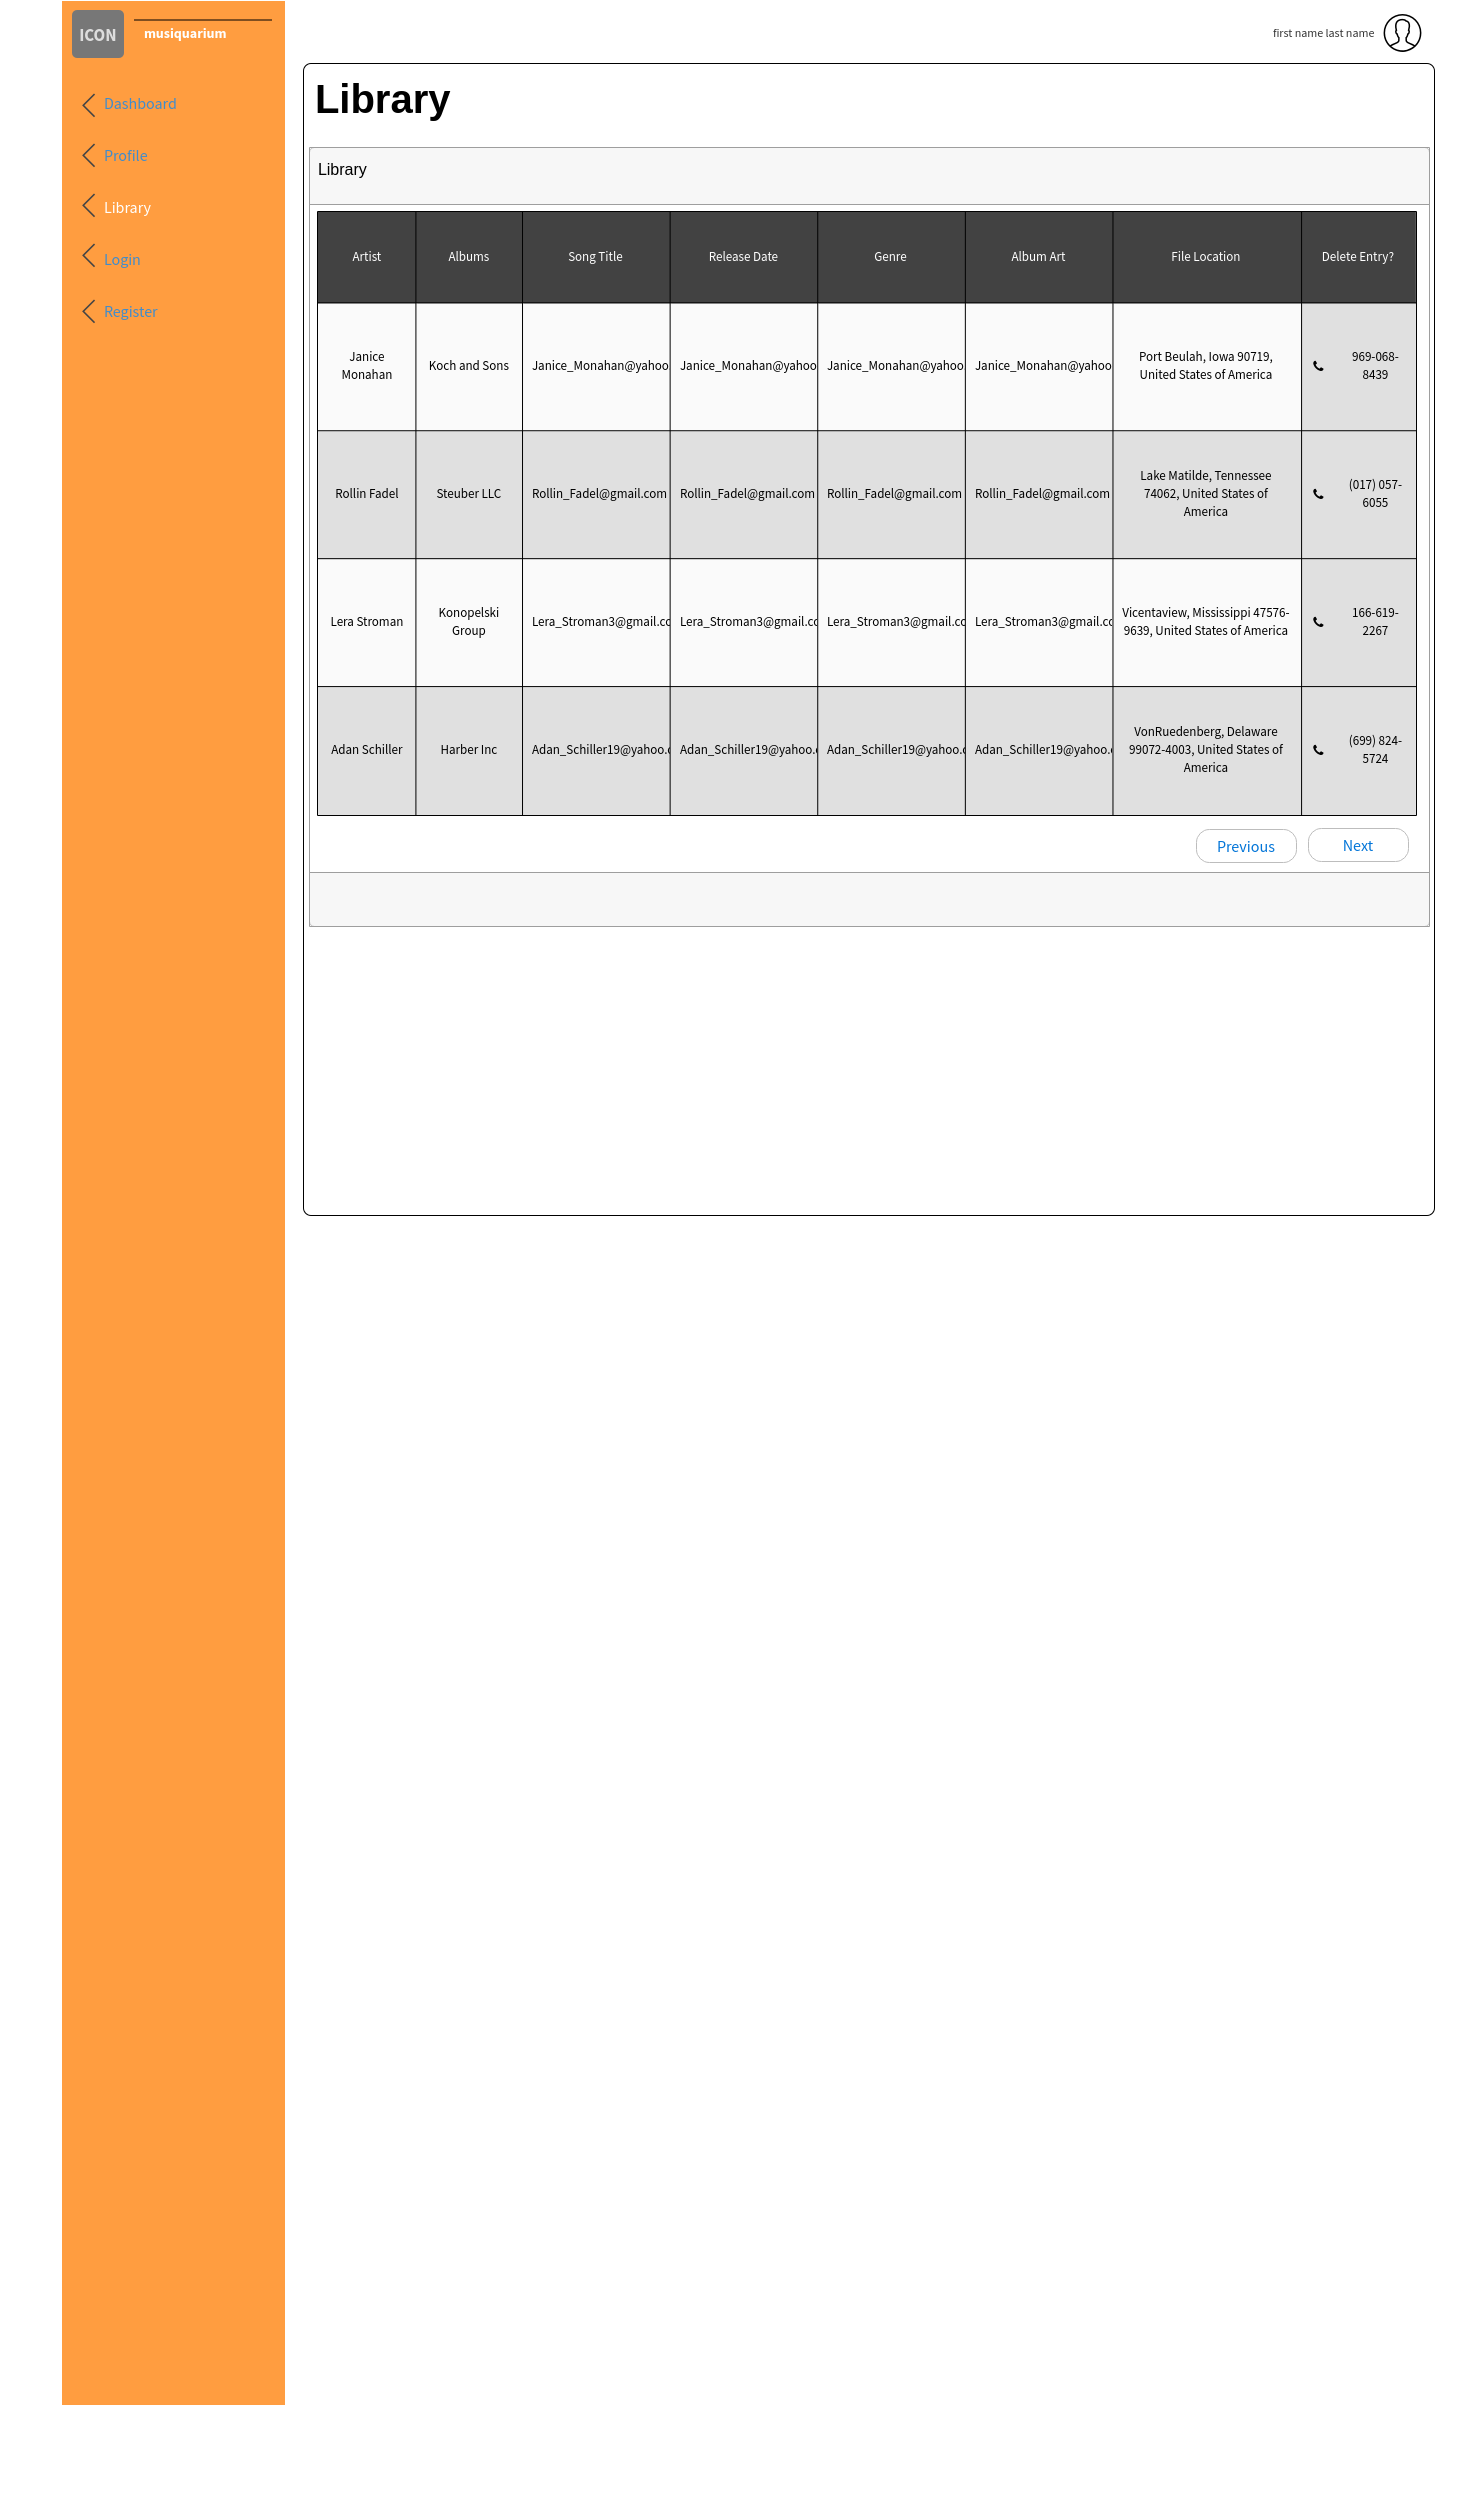 ICON
musiquarium
first name last name
Dashboard
Profile
Library
Login
Register
Library
Library
Artist Albums Song Title Release Date Genre Album Art File Location Delete Entry?
Janice
Monahan
Koch and Sons
Janice_Monahan@yahoo. Janice_Monahan@yahoo Janice_Monahan@yahoo. Janice_Monahan@yahoo
Port Beulah, Iowa 90719,
United States of America
969-068-
8439
Rollin Fadel
Steuber LLC
Rollin_Fadel@gmail.com Rollin_Fadel@gmail.com Rollin_Fadel@gmail.com Rollin_Fadel@gmail.com
Lake Matilde, Tennessee
74062, United States of
America
(017) 057-
6055
Lera Stroman
Konopelski
Group
Lera_Stroman3@gmail.co Lera_Stroman3@gmail.co Lera_Stroman3@gmail.co Lera_Stroman3@gmail.co
Vicentaview, Mississippi 47576-
9639, United States of America
166-619-
2267
Adan Schiller
Harber Inc
Adan_Schiller19@yahoo.c Adan_Schiller19@yahoo.c Adan_Schiller19@yahoo.c Adan_Schiller19@yahoo.c
VonRuedenberg, Delaware
99072-4003, United States of
America
(699) 824-
5724
Previous
Next